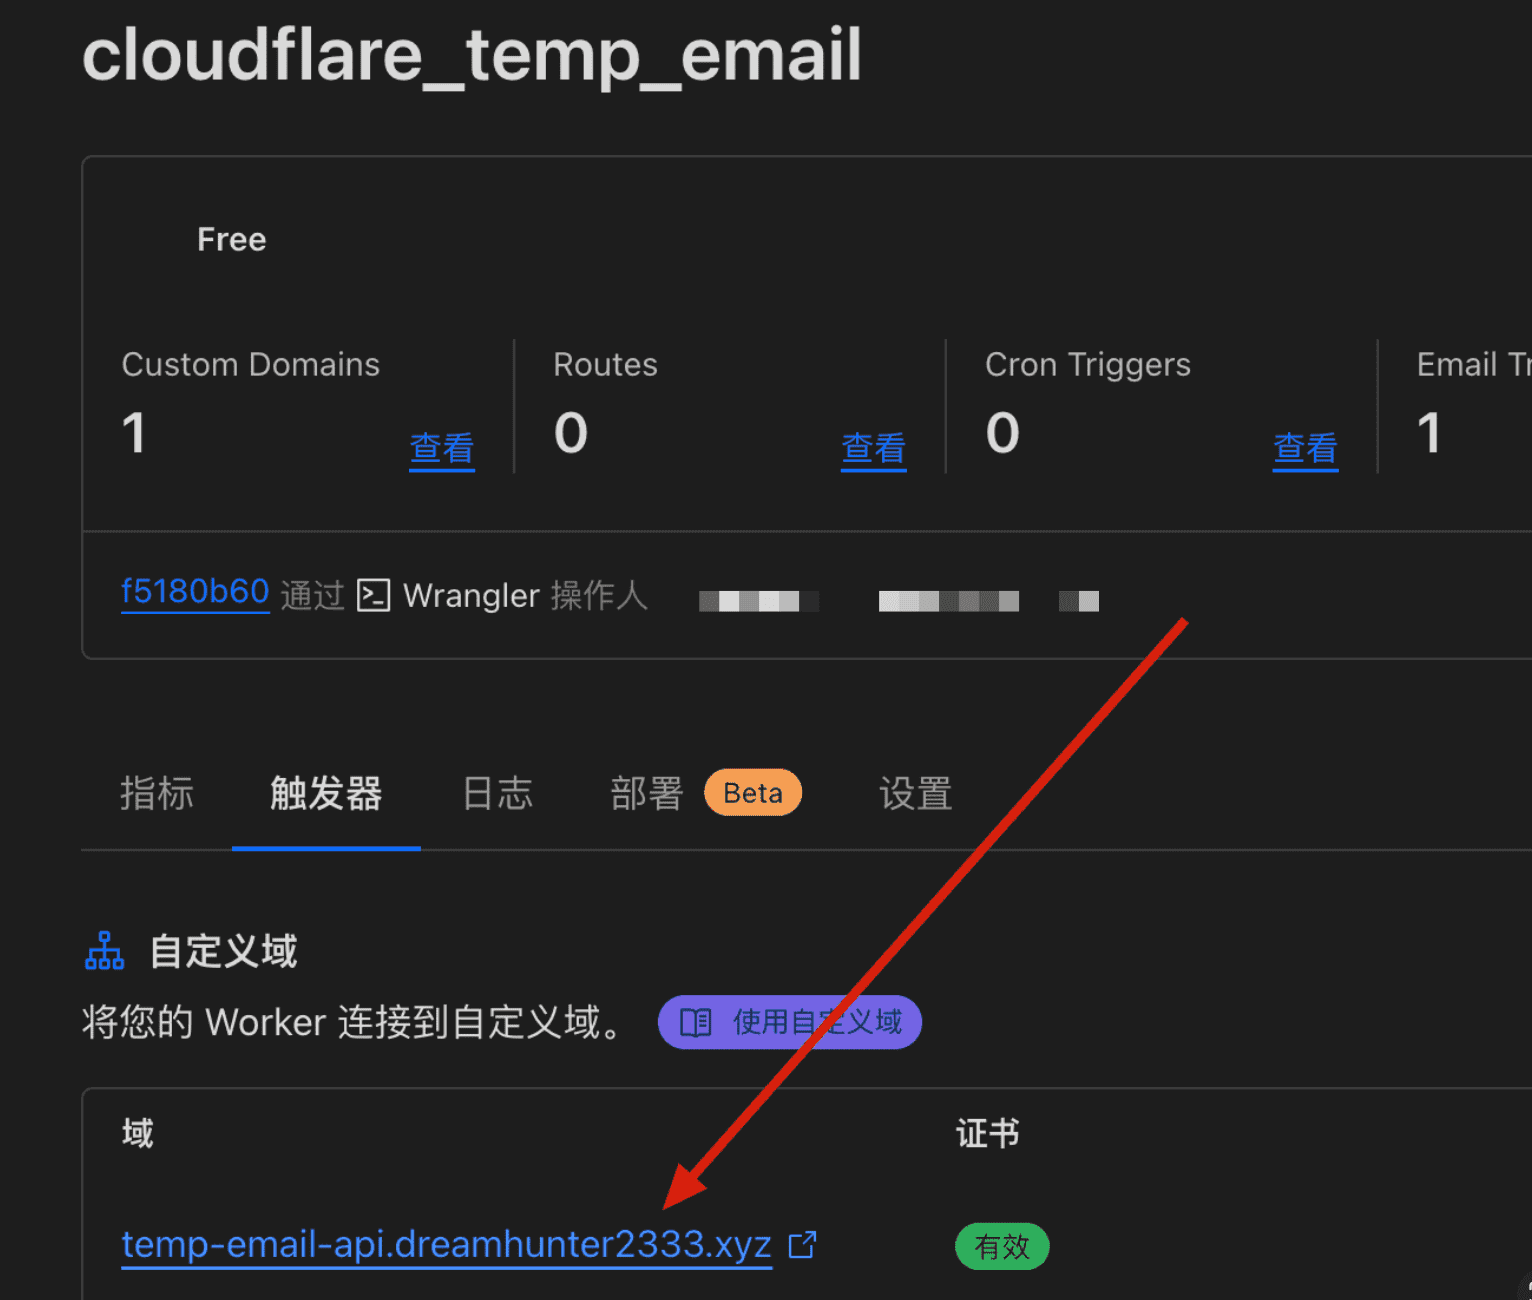 cloudflare_temp_email
Free
Custom Domains
1
查看
Routes
0
查看
Cron Triggers
0
查看
Email
1
f5180b60 通过 Wrangler 操作人
指标 触发器 日志 部署 Beta 设置
自定义域
将您的 Worker 连接到自定义域。 使用自定义域
域 证书
temp-email-api.dreamhunter2333.xyz 有效